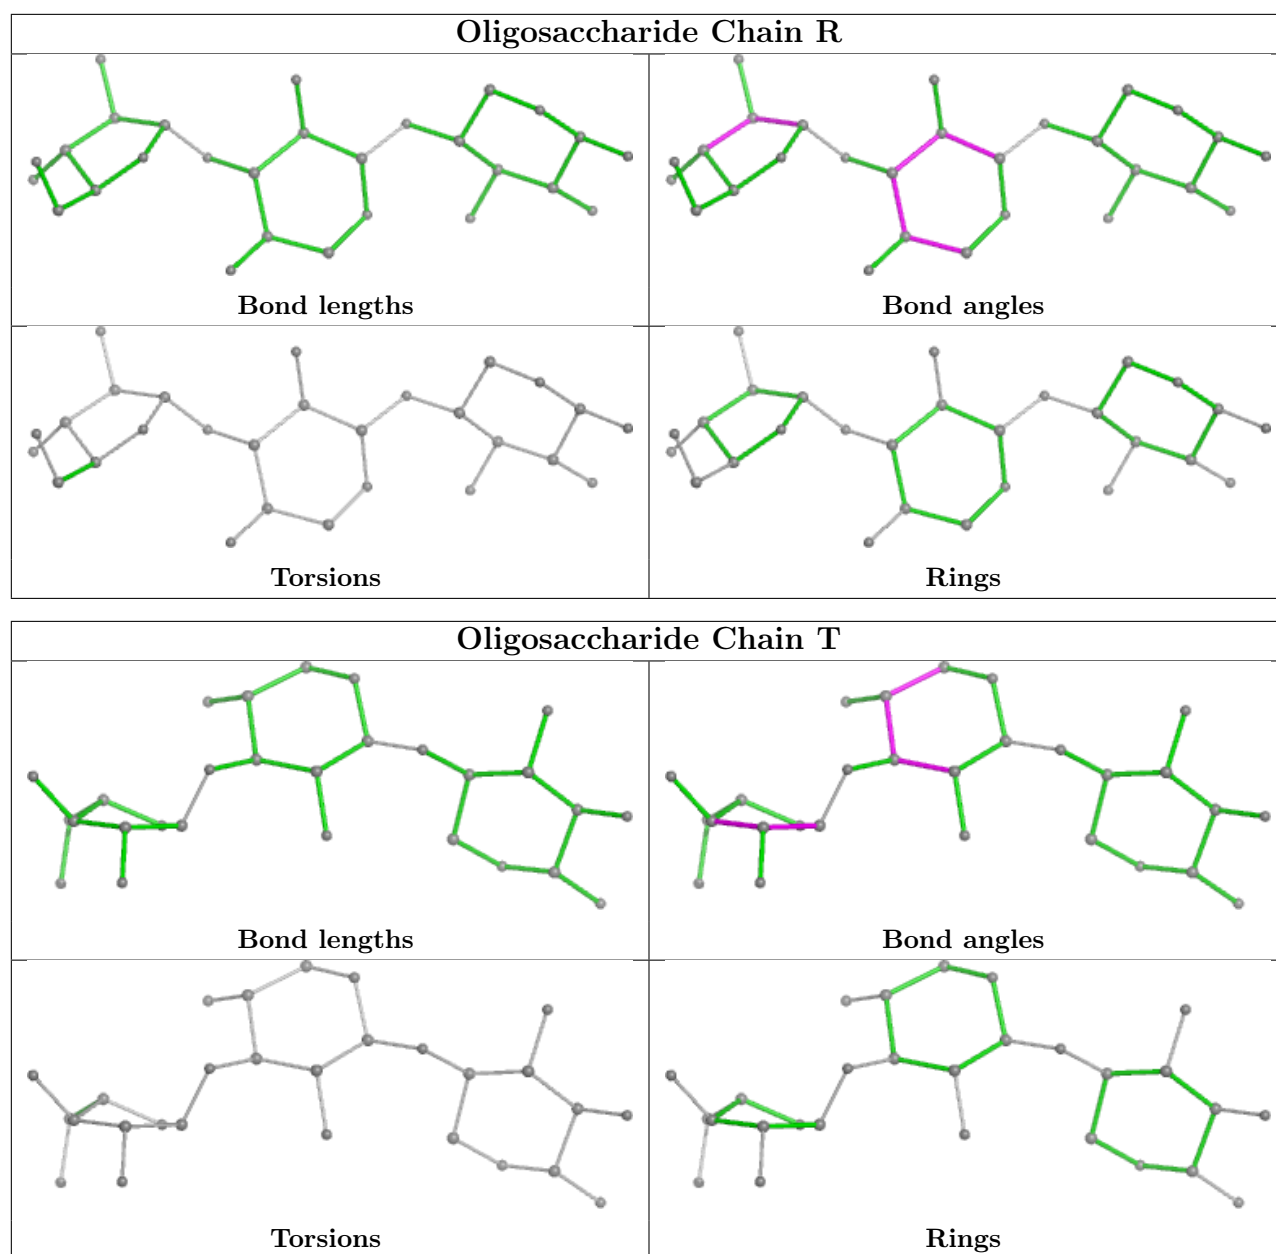 Oligosaccharide Chain R
Bond lengths
Bond angles
Torsions
Rings
Oligosaccharide Chain T
Bond lengths
Bond angles
Torsions
Rings